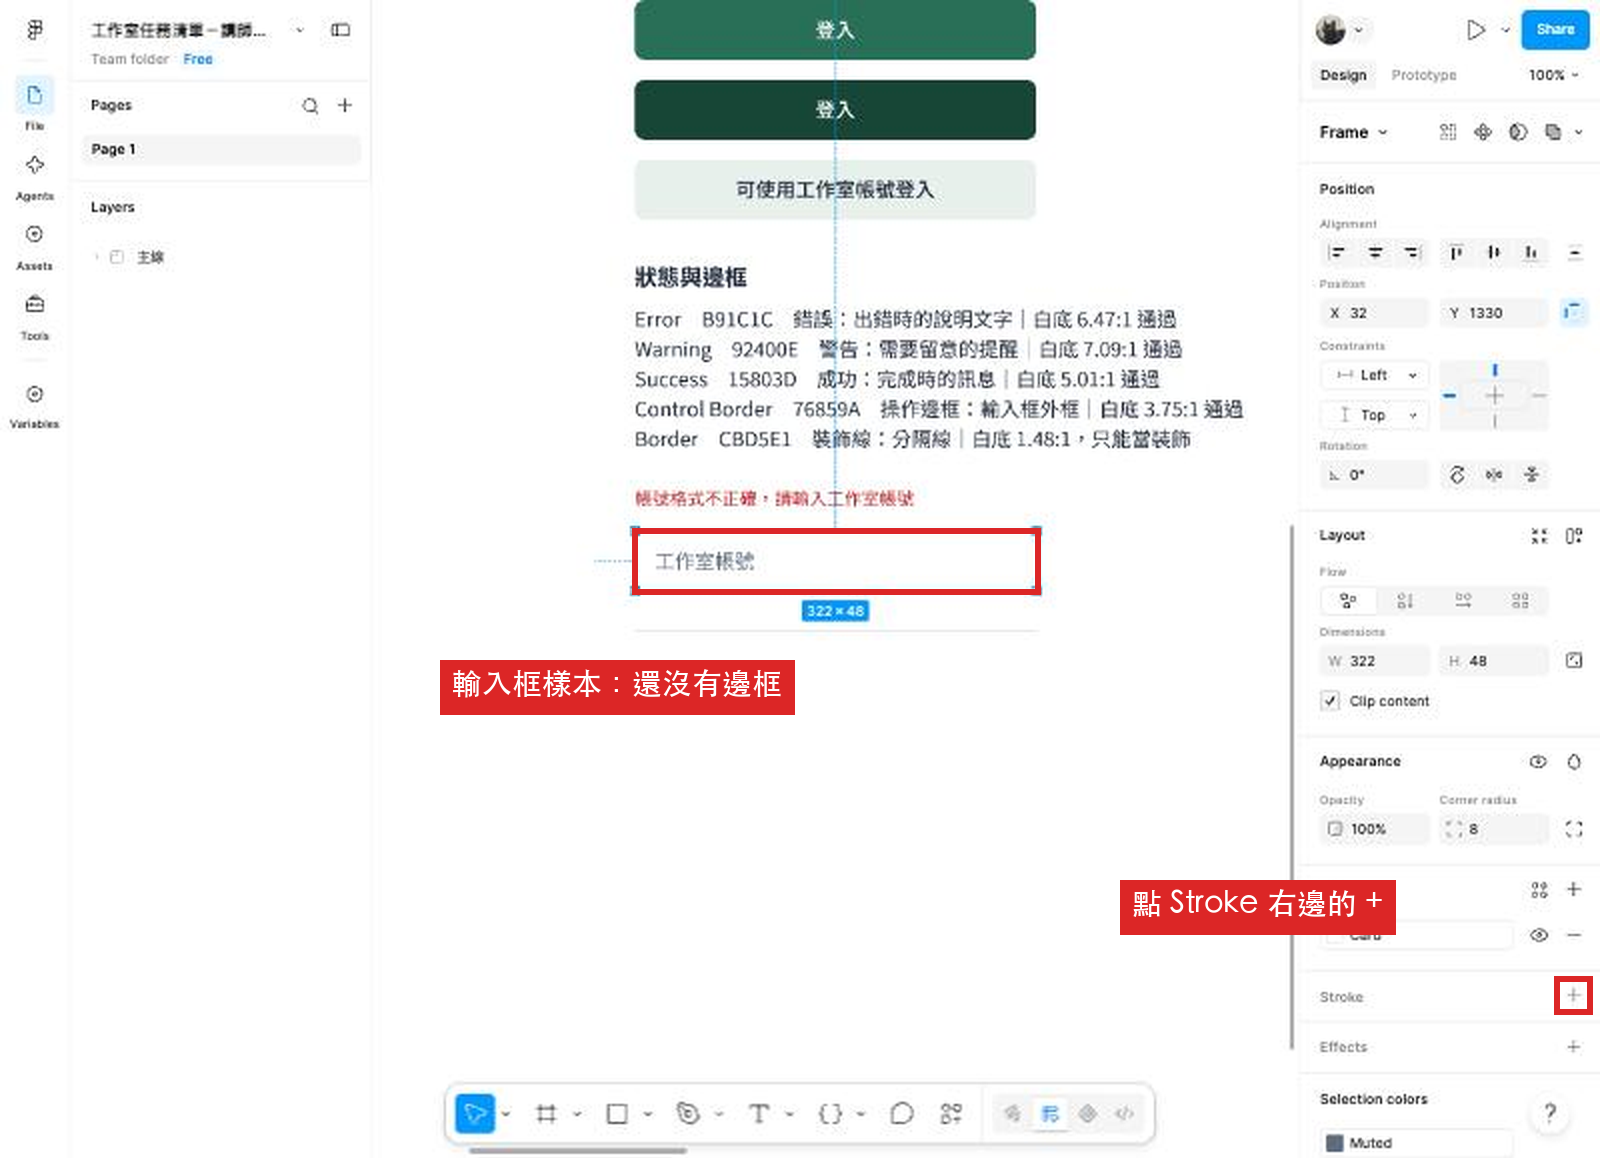 工作室任務清單－講師...
Team folder Free
File
Agents
Assets
Tools
Variables
Pages
Page 1
Layers
主線
登入
登入
可使用工作室帳號登入
狀態與邊框
Error B91C1C 錯誤：出錯時的說明文字｜白底 6.47:1 通過
Warning 92400E 警告：需要留意的提醒｜白底 7.09:1 通過
Success 15803D 成功：完成時的訊息｜白底 5.01:1 通過
Control Border 76859A 操作邊框：輸入框外框｜白底 3.75:1 通過
Border CBD5E1 裝飾線：分隔線｜白底 1.48:1，只能當裝飾
帳號格式不正確，請輸入工作室帳號
工作室帳號
322 × 48
輸入框樣本：還沒有邊框
點 Stroke 右邊的 +
Share
Design Prototype 100%
Frame
Position
Alignment
Position
X 32 Y 1330
Constraints
Left
Top
Rotation
0°
Layout
Flow
Dimensions
W 322 H 48
Clip content
Appearance
Opacity Corner radius
100% 8
Stroke
Effects
Selection colors
Muted
?